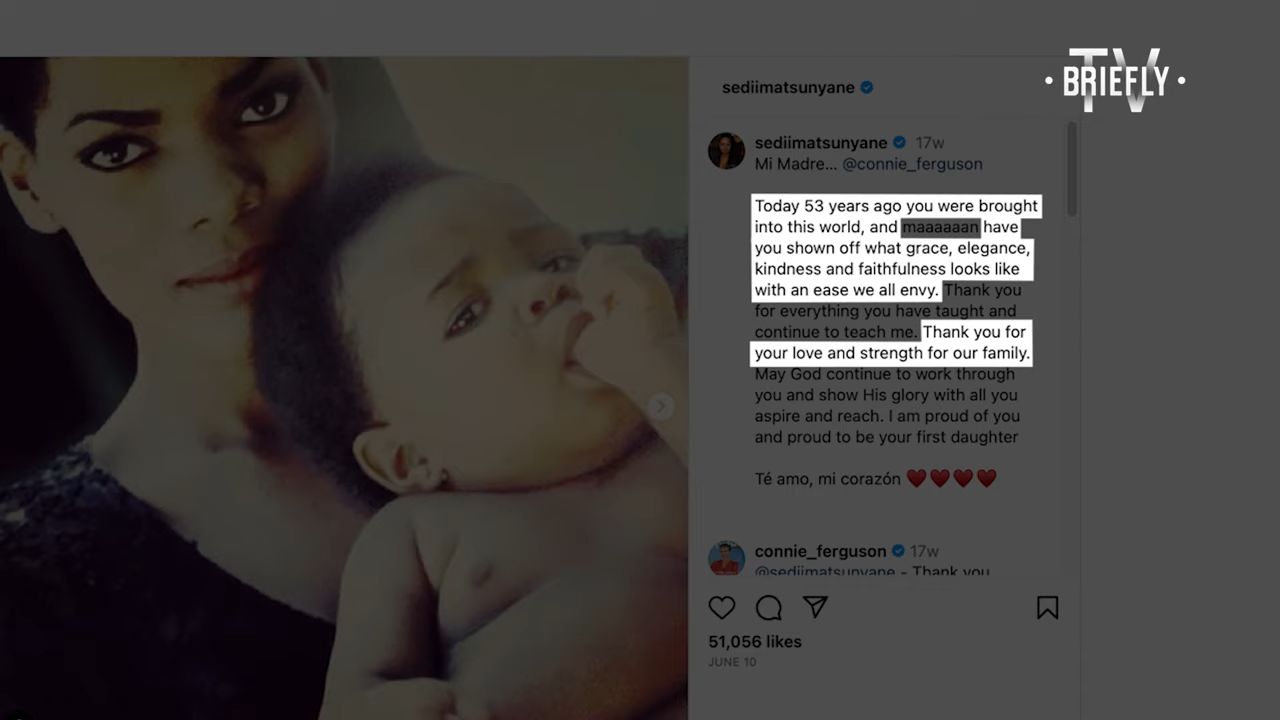 TV
BRIEFLY
sediimatsunyane
sediimatsunyane 17w
Mi Madre... @connie_ferguson
Today 53 years ago you were brought
into this world, and maaaaaan have
you shown off what grace, elegance,
kindness and faithfulness looks like
with an ease we all envy. Thank you
for everything you have taught and
continue to teach me. Thank you for
your love and strength for our family.
May God continue to work through
you and show His glory with all you
aspire and reach. I am proud of you
and proud to be your first daughter
Té amo, mi corazón ❤️❤️❤️❤️
connie_ferguson 17w
@sediimatsunyane - Thank you
51,056 likes
JUNE 10